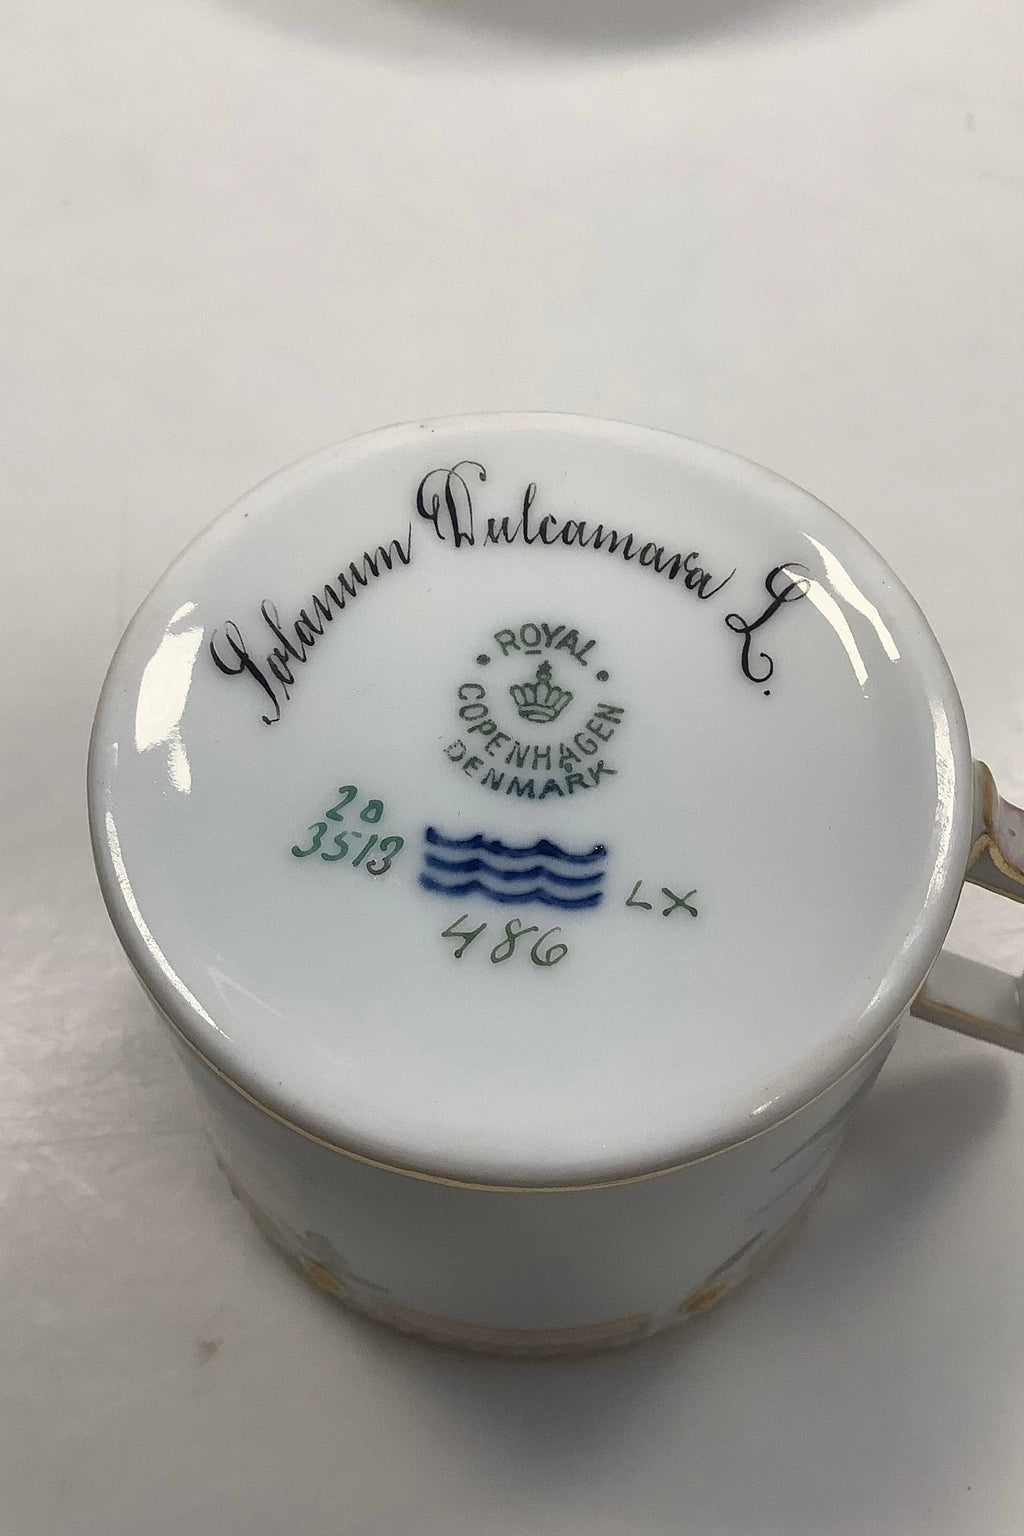 Solanum Dulcamara L.
ROYAL
COPENHAGEN
DENMARK
20
3513
LX
486